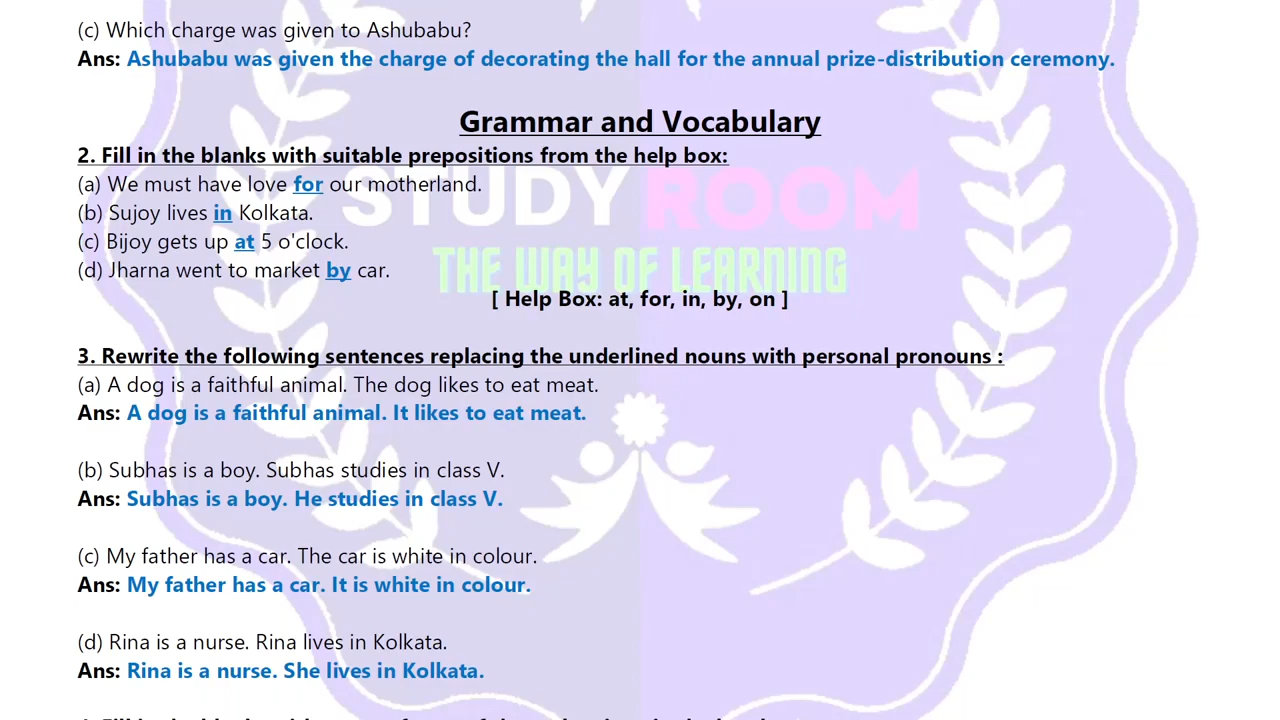 (c) Which charge was given to Ashubabu?
Ans: Ashubabu was given the charge of decorating the hall for the annual prize-distribution ceremony.
Grammar and Vocabulary
2. Fill in the blanks with suitable prepositions from the help box:
(a) We must have love for our motherland.
STUDY ROOM
(b) Sujoy lives in Kolkata.
(c) Bijoy gets up at 5 o'clock.
(d) Jharna went to market by car.
THE WAY OF LEARNING
[ Help Box: at, for, in, by, on ]
3. Rewrite the following sentences replacing the underlined nouns with personal pronouns :
(a) A dog is a faithful animal. The dog likes to eat meat.
Ans: A dog is a faithful animal. It likes to eat meat.
(b) Subhas is a boy. Subhas studies in class V.
Ans: Subhas is a boy. He studies in class V.
(c) My father has a car. The car is white in colour.
Ans: My father has a car. It is white in colour.
(d) Rina is a nurse. Rina lives in Kolkata.
Ans: Rina is a nurse. She lives in Kolkata.